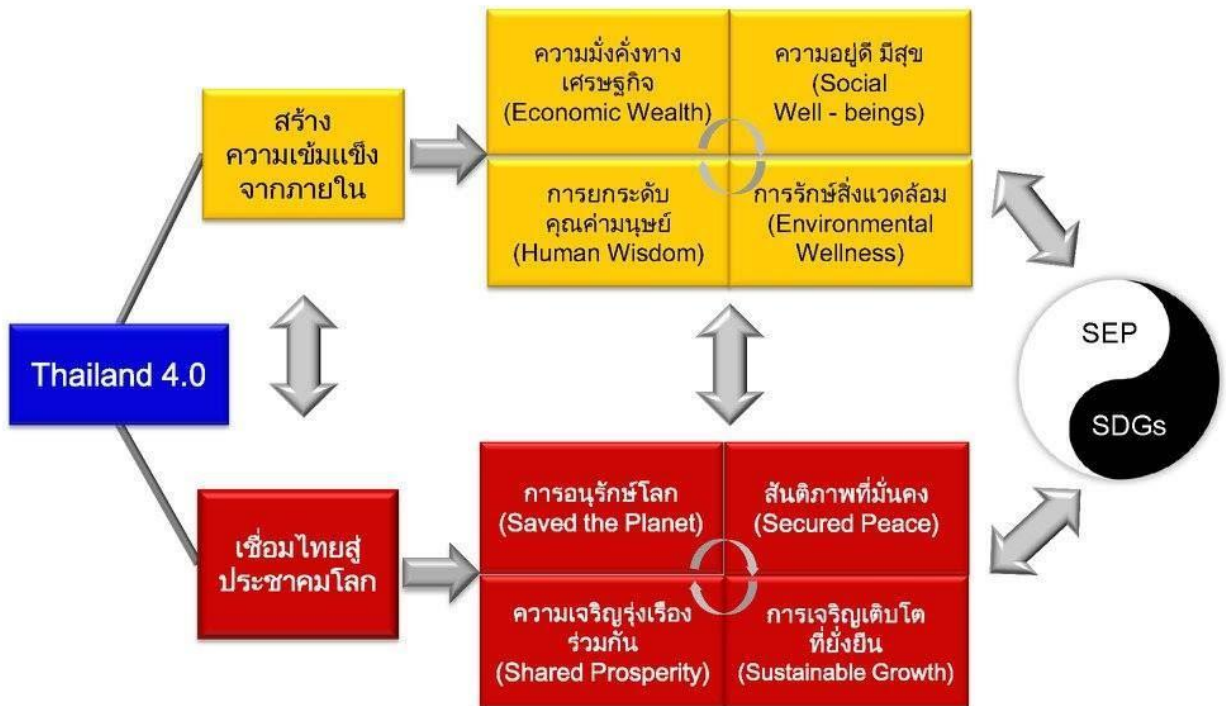 ความมั่งคั่งทาง
เศรษฐกิจ
(Economic Wealth)
ความอยู่ดี มีสุข
(Social
Well - beings)
สร้าง
ความเข้มแข็ง
จากภายใน
การยกระดับ
คุณค่ามนุษย์
(Human Wisdom)
การรักษ์สิ่งแวดล้อม
(Environmental
Wellness)
Thailand 4.0
SEP
SDGs
เชื่อมไทยสู่
ประชาคมโลก
การอนุรักษ์โลก
(Saved the Planet)
สันติภาพที่มั่นคง
(Secured Peace)
ความเจริญรุ่งเรือง
ร่วมกัน
(Shared Prosperity)
การเจริญเติบโต
ที่ยั่งยืน
(Sustainable Growth)